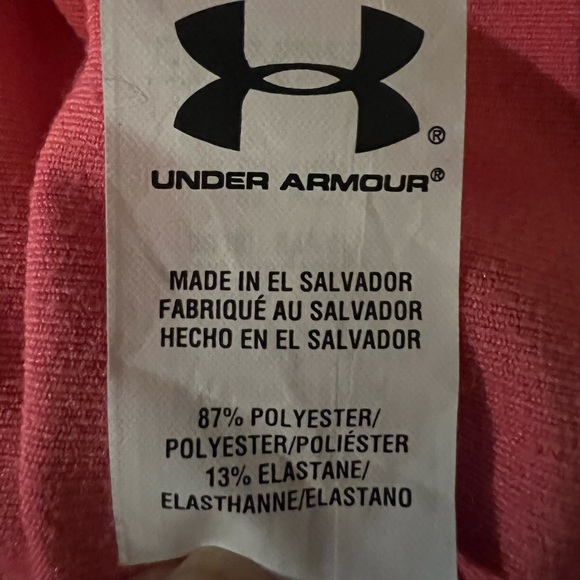 ®
UNDER ARMOUR®
MADE IN EL SALVADOR
FABRIQUÉ AU SALVADOR
HECHO EN EL SALVADOR
87% POLYESTER/
POLYESTER/POLIÉSTER
13% ELASTANE/
ELASTHANNE/ELASTANO